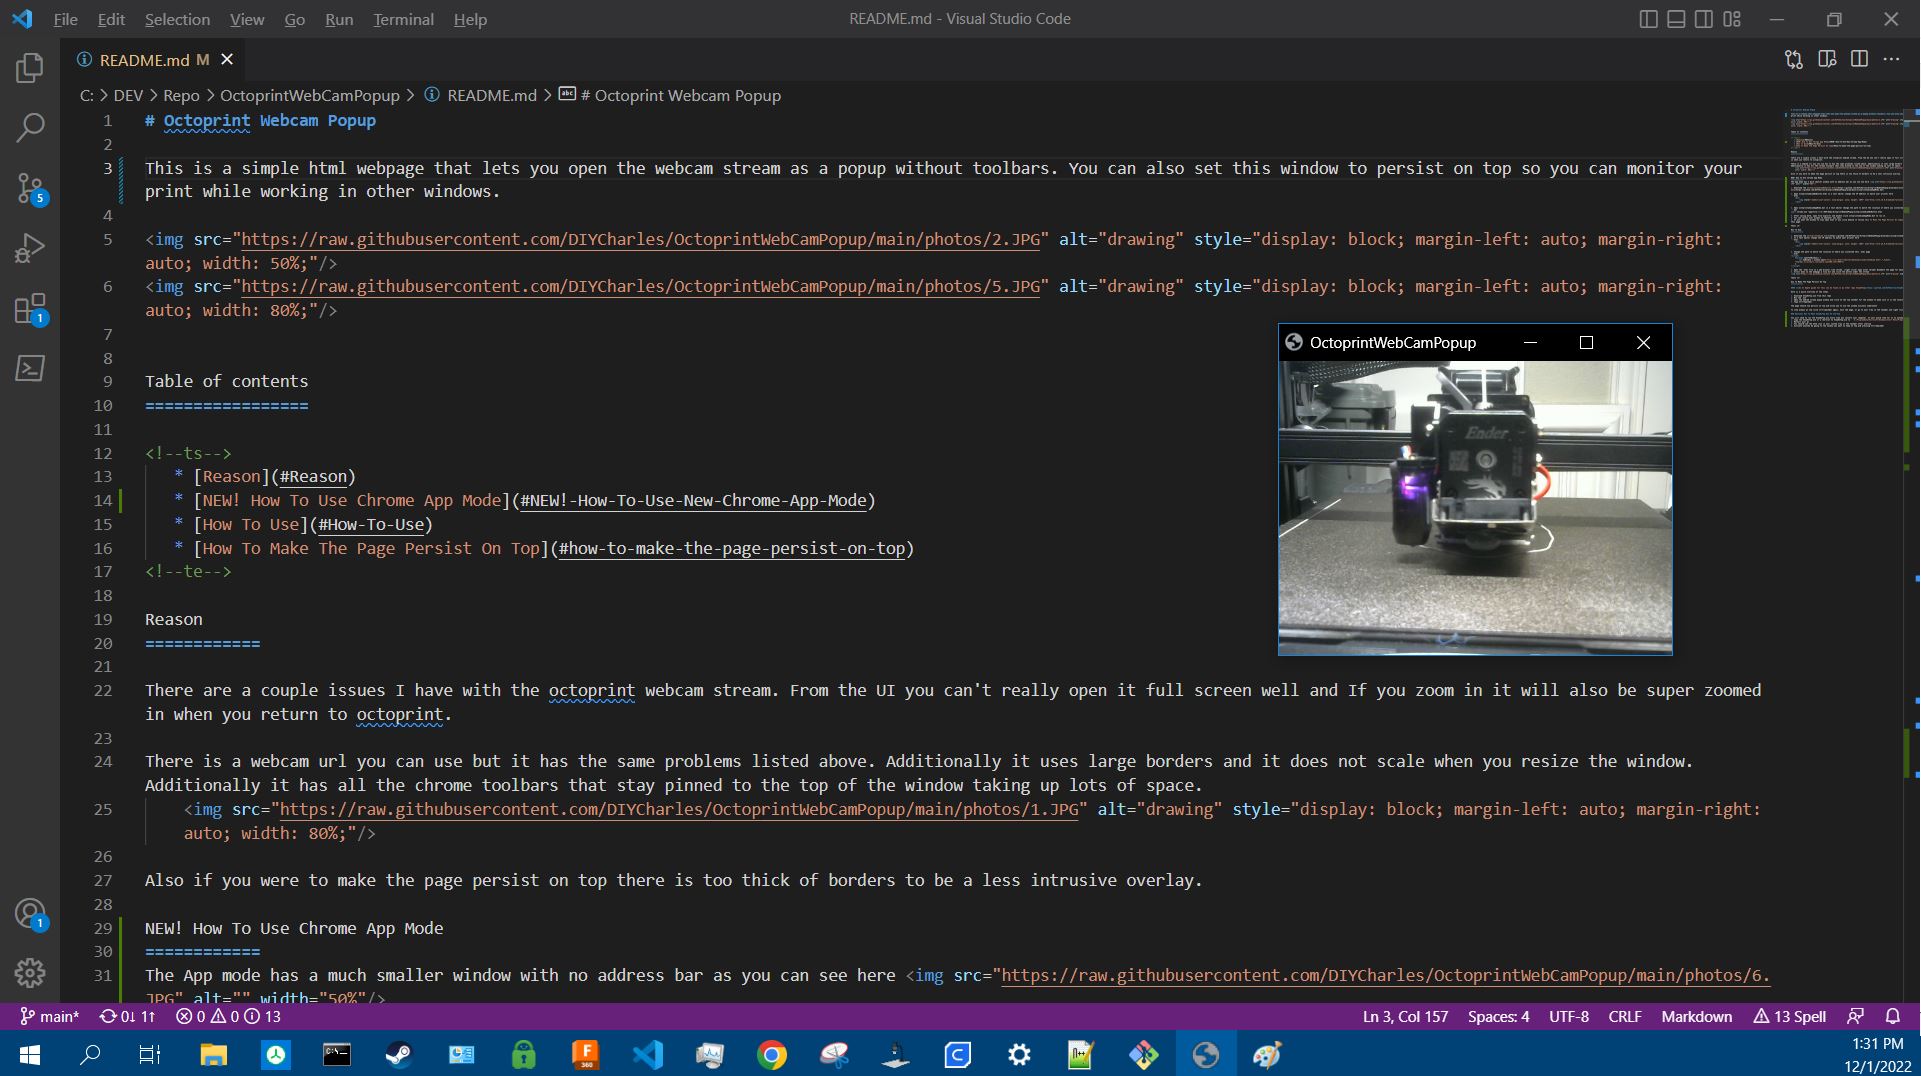 File Edit Selection View Go Run Terminal Help
README.md - Visual Studio Code
README.md M
C: > DEV > Repo > OctoprintWebCamPopup > README.md > # Octoprint Webcam Popup
1 # Octoprint Webcam Popup
2
3 This is a simple html webpage that lets you open the webcam stream as a popup without toolbars. You can also set this window to persist on top so you can monitor your
print while working in other windows.
4
5 <img src="https://raw.githubusercontent.com/DIYCharles/OctoprintWebCamPopup/main/photos/2.JPG" alt="drawing" style="display: block; margin-left: auto; margin-right:
auto; width: 50%;"/>
6 <img src="https://raw.githubusercontent.com/DIYCharles/OctoprintWebCamPopup/main/photos/5.JPG" alt="drawing" style="display: block; margin-left: auto; margin-right:
auto; width: 80%;"/>
7
8
9 Table of contents
10 =================
11
12 <!--ts-->
13 * [Reason](#Reason)
14 * [NEW! How To Use Chrome App Mode](#NEW!-How-To-Use-New-Chrome-App-Mode)
15 * [How To Use](#How-To-Use)
16 * [How To Make The Page Persist On Top](#how-to-make-the-page-persist-on-top)
17 <!--te-->
18
19 Reason
20 ============
21
22 There are a couple issues I have with the octoprint webcam stream. From the UI you can't really open it full screen well and If you zoom in it will also be super zoomed
in when you return to octoprint.
23
24 There is a webcam url you can use but it has the same problems listed above. Additionally it uses large borders and it does not scale when you resize the window.
Additionally it has all the chrome toolbars that stay pinned to the top of the window taking up lots of space.
25 <img src="https://raw.githubusercontent.com/DIYCharles/OctoprintWebCamPopup/main/photos/1.JPG" alt="drawing" style="display: block; margin-left: auto; margin-right:
auto; width: 80%;"/>
26
27 Also if you were to make the page persist on top there is too thick of borders to be a less intrusive overlay.
28
29 NEW! How To Use Chrome App Mode
30 ============
31 The App mode has a much smaller window with no address bar as you can see here <img src="https://raw.githubusercontent.com/DIYCharles/OctoprintWebCamPopup/main/photos/6.
JPG" alt="" width="50%"/>
OctoprintWebCamPopup
Ender
5
1
1
main* 0↓ 1↑ 0 0 13
Ln 3, Col 157 Spaces: 4 UTF-8 CRLF Markdown 13 Spell
1:31 PM
12/1/2022